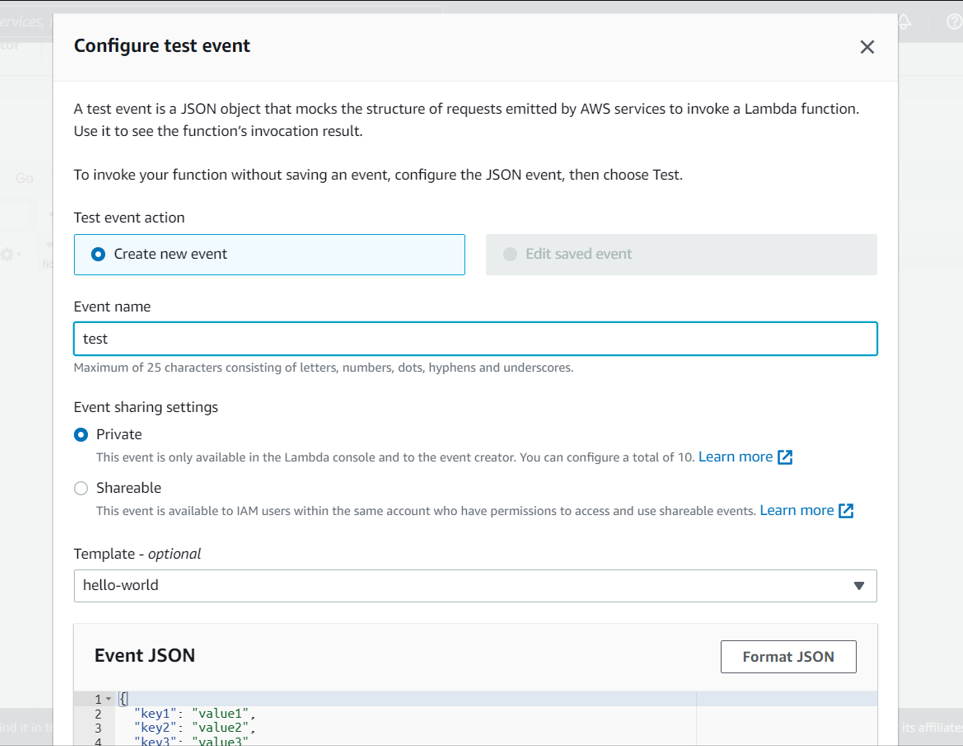 ervices,
Configure test event
A test event is a JSON object that mocks the structure of requests emitted by AWS services to invoke a Lambda function.
Use it to see the function's invocation result.
To invoke your function without saving an event, configure the JSON event, then choose Test.
Test event action
Go
Create new event
Edit saved event
Event name
test
Maximum of 25 characters consisting of letters, numbers, dots, hyphens and underscores.
Event sharing settings
Private
This event is only available in the Lambda console and to the event creator. You can configure a total of 10. Learn more
Shareable
This event is available to IAM users within the same account who have permissions to access and use shareable events. Learn more
Template - optional
hello-world
Event JSON
Format JSON
1 {
2 "key1": "value1",
3 "key2": "value2",
4 "key3": "value3"
ind it in t
its affiliate